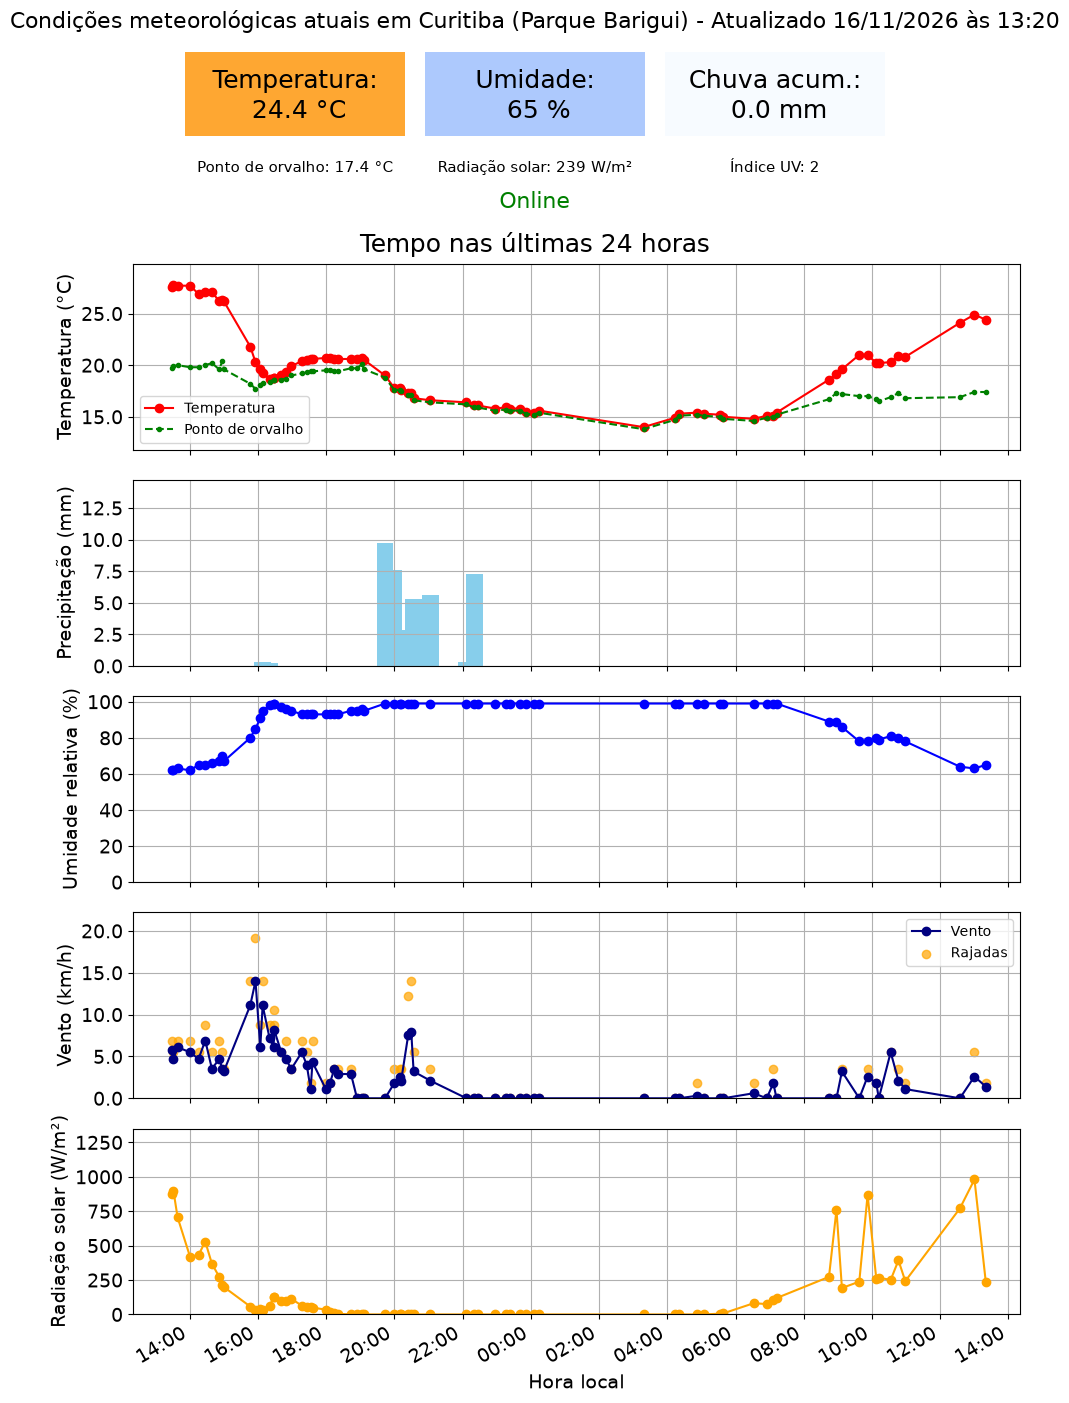 Condições meteorológicas atuais em Curitiba (Parque Barigui) - Atualizado 16/11/2026 às 13:20
Temperatura:
24.4 °C
Umidade:
65 %
Chuva acum.:
0.0 mm
Ponto de orvalho: 17.4 °C
Radiação solar: 239 W/m²
Índice UV: 2
Online
Tempo nas últimas 24 horas
Temperatura (°C)
25.0
20.0
15.0
Temperatura
Ponto de orvalho
Precipitação (mm)
12.5
10.0
7.5
5.0
2.5
0.0
Umidade relativa (%)
100
80
60
40
20
0
Vento (km/h)
20.0
15.0
10.0
5.0
0.0
Vento
Rajadas
Radiação solar (W/m²)
1250
1000
750
500
250
0
14:00
16:00
18:00
20:00
22:00
00:00
02:00
04:00
06:00
08:00
10:00
12:00
14:00
Hora local